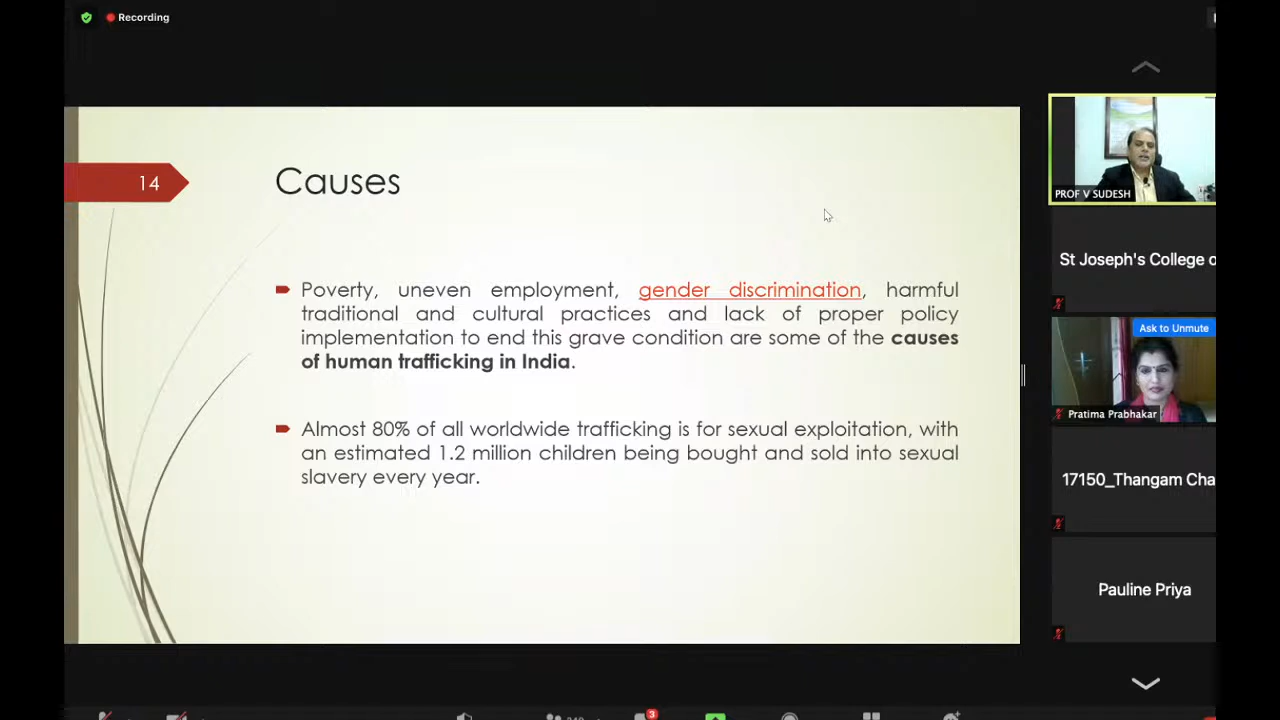 Recording
14
Causes
Poverty, uneven employment, gender discrimination, harmful
traditional and cultural practices and lack of proper policy
implementation to end this grave condition are some of the causes
of human trafficking in India.
Almost 80% of all worldwide trafficking is for sexual exploitation, with
an estimated 1.2 million children being bought and sold into sexual
slavery every year.
PROF V SUDESH
St Joseph's College o
Ask to Unmute
Pratima Prabhakar
17150_Thangam Cha
Pauline Priya
3